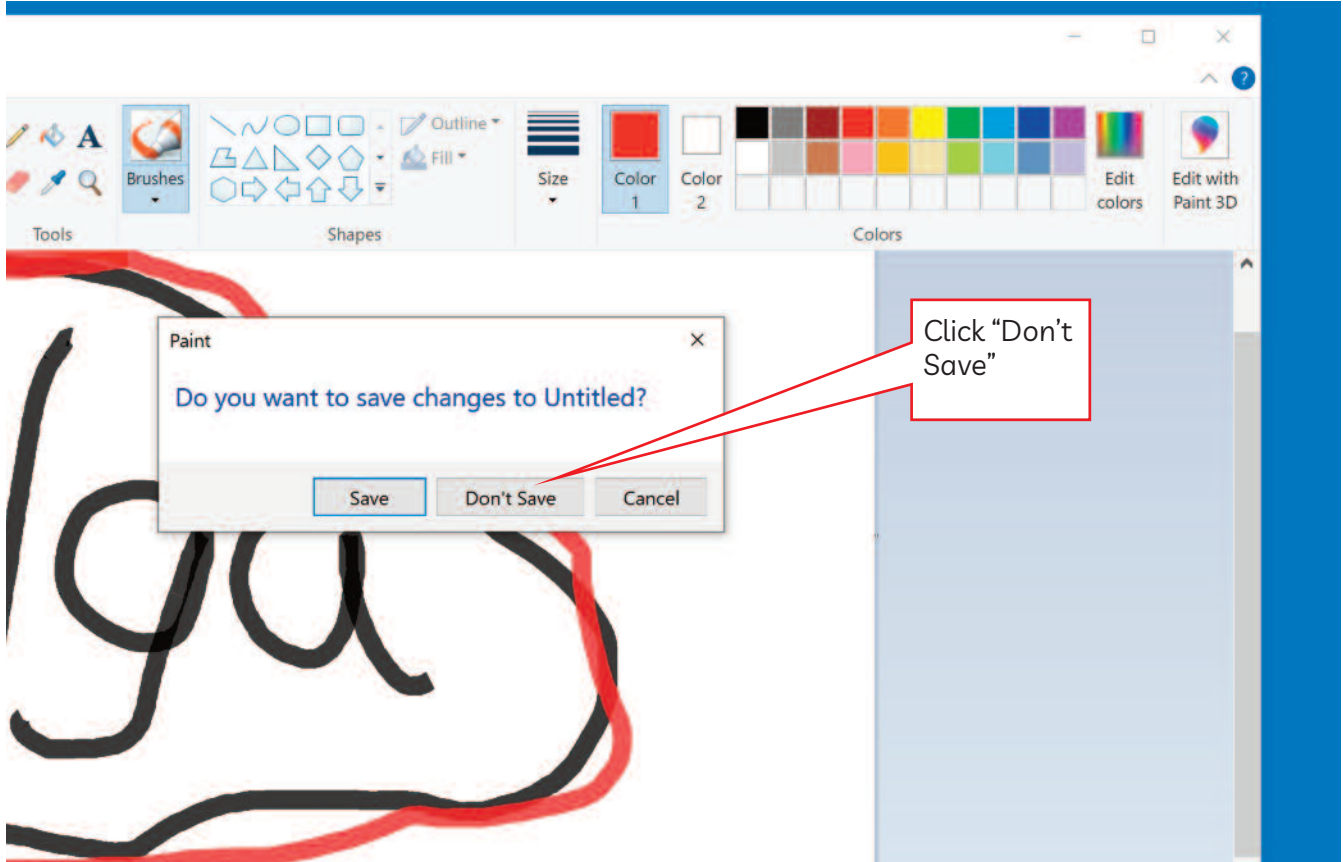 ?
A
Brushes
Outline
Fill
Size
Color
1
Color
2
Edit
colors
Edit with
Paint 3D
Tools
Shapes
Colors
Click “Don’t
Save”
Paint
Do you want to save changes to Untitled?
Save
Don't Save
Cancel
ga